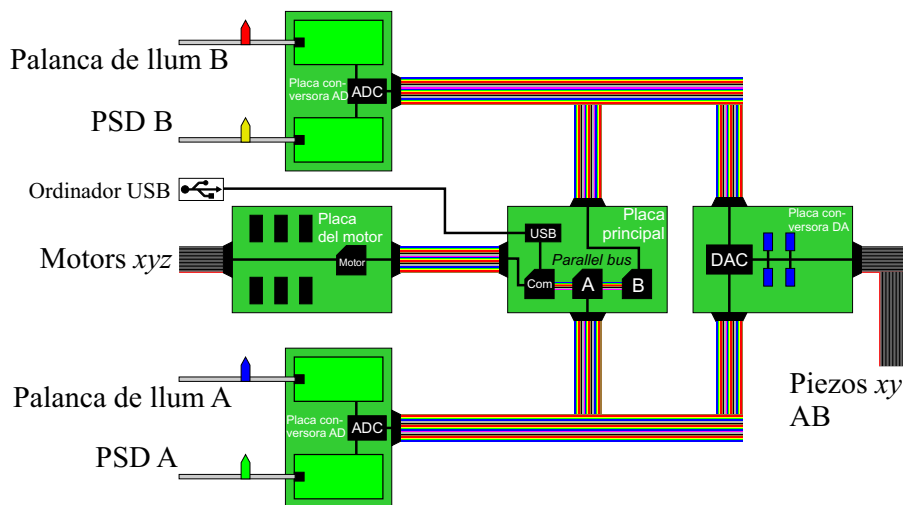 Palanca de llum B
Placa con-
versora AD
ADC
PSD B
Ordinador USB
Placa
del motor
Motors xyz
Motor
Placa
principal
USB
Parallel bus
Com
A
B
Placa con-
versora DA
DAC
Palanca de llum A
Placa con-
versora AD
ADC
PSD A
Piezos xy
AB